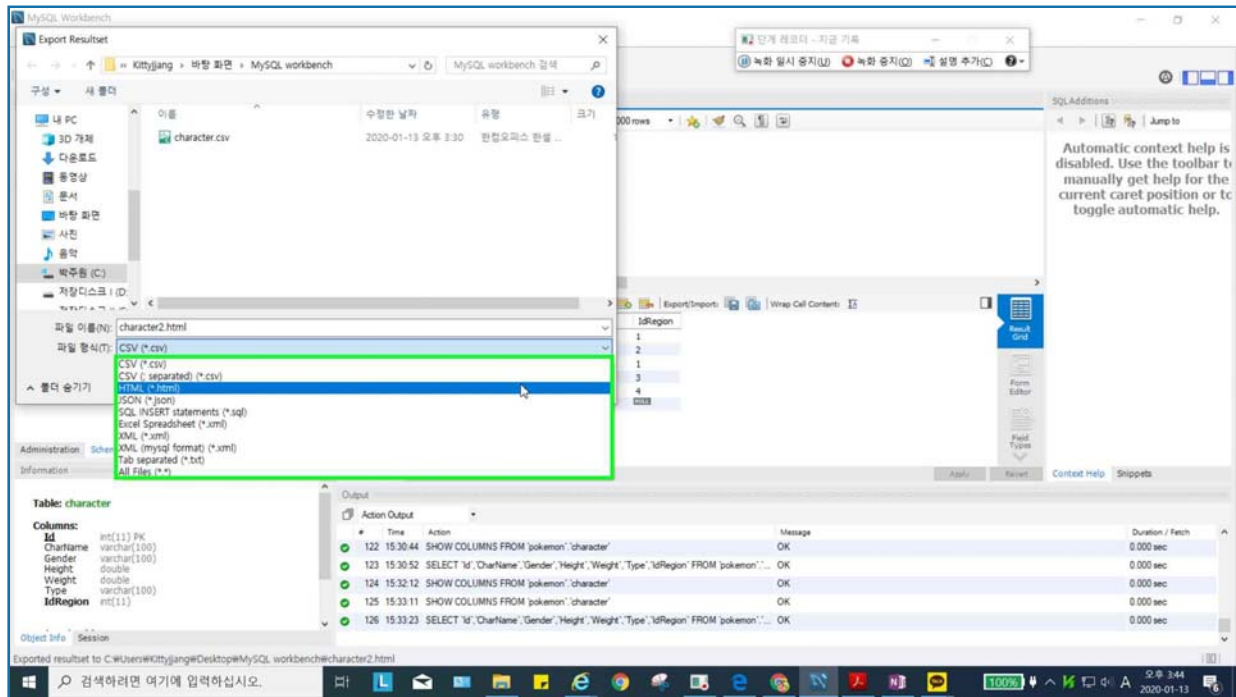 MySQL Workbench
Export Resultset
단계 레코더 - 지금 기록
녹화 일시 중지(U) 녹화 중지(O) 설명 추가(C)
« Kittyjjang > 바탕 화면 > MySQL workbench
MySQL workbench 검색
구성 새 폴더
내 PC
3D 개체
다운로드
동영상
문서
바탕 화면
사진
음악
박주원 (C:)
저장디스크 I (D:
이름 수정한 날짜 유형 크기
character.csv 2020-01-13 오후 3:30 한컴오피스 한셀 ...
파일 이름(N): character2.html
파일 형식(T): CSV (*.csv)
CSV (*.csv)
CSV (; separated) (*.csv)
HTML (*.html)
JSON (*.json)
SQL INSERT statements (*.sql)
Excel Spreadsheet (*.xml)
XML (*.xml)
XML (mysql format) (*.xml)
Tab separated (*.txt)
All Files (*.*)
폴더 숨기기
000 rows
Export/Import: Wrap Cell Content:
IdRegion
1
2
1
3
4
NULL
Result Grid
Form Editor
Field Types
Apply Revert
SQLAdditions
Jump to
Automatic context help is
disabled. Use the toolbar to
manually get help for the
current caret position or to
toggle automatic help.
Context Help Snippets
Administration Schem
Information
Table: character
Columns:
Id int(11) PK
CharName varchar(100)
Gender varchar(100)
Height double
Weight double
Type varchar(100)
IdRegion int(11)
Object Info Session
Output
Action Output
# Time Action Message Duration / Fetch
122 15:30:44 SHOW COLUMNS FROM `pokemon`.`character` OK 0.000 sec
123 15:30:52 SELECT `Id`,`CharName`,`Gender`,`Height`,`Weight`,`Type`,`IdRegion` FROM `pokemon`.`... OK 0.000 sec
124 15:32:12 SHOW COLUMNS FROM `pokemon`.`character` OK 0.000 sec
125 15:33:11 SHOW COLUMNS FROM `pokemon`.`character` OK 0.000 sec
126 15:33:23 SELECT `Id`,`CharName`,`Gender`,`Height`,`Weight`,`Type`,`IdRegion` FROM `pokemon`.`... OK 0.000 sec
Exported resultset to C:₩Users₩Kittyjjang₩Desktop₩MySQL workbench₩character2.html
검색하려면 여기에 입력하십시오.
100%
A
오후 3:44
2020-01-13